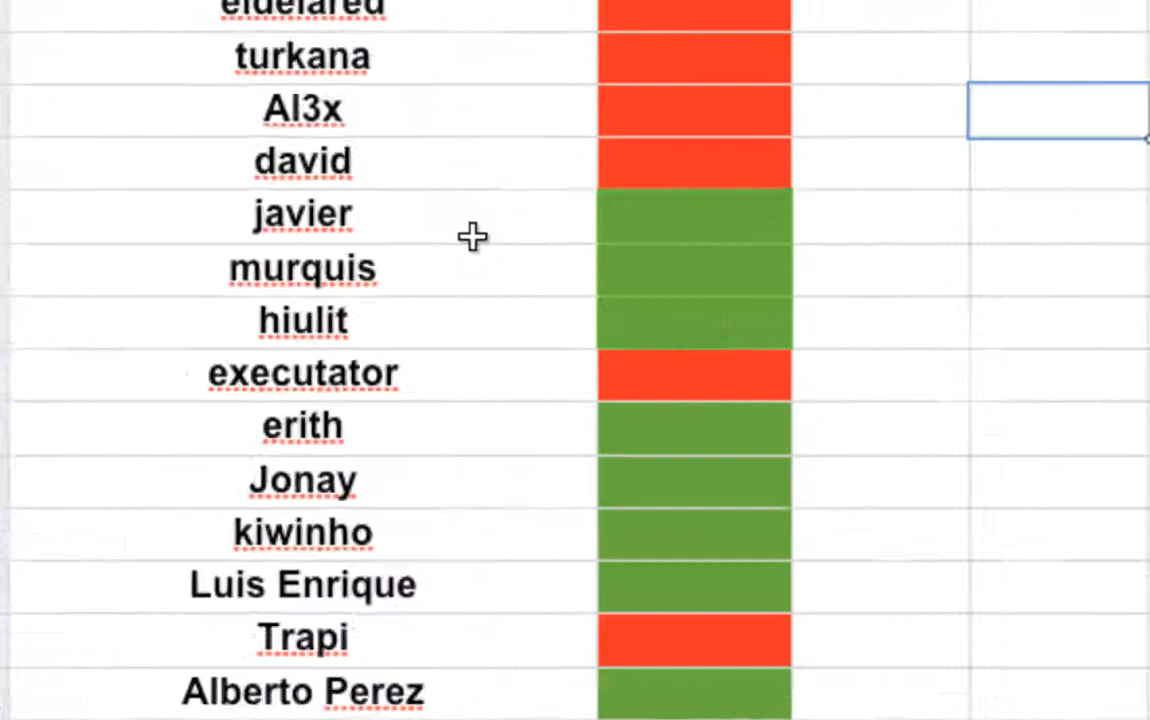 turkana
Al3x
david
javier
murquis
hiulit
executator
erith
Jonay
kiwinho
Luis Enrique
Trapi
Alberto Perez